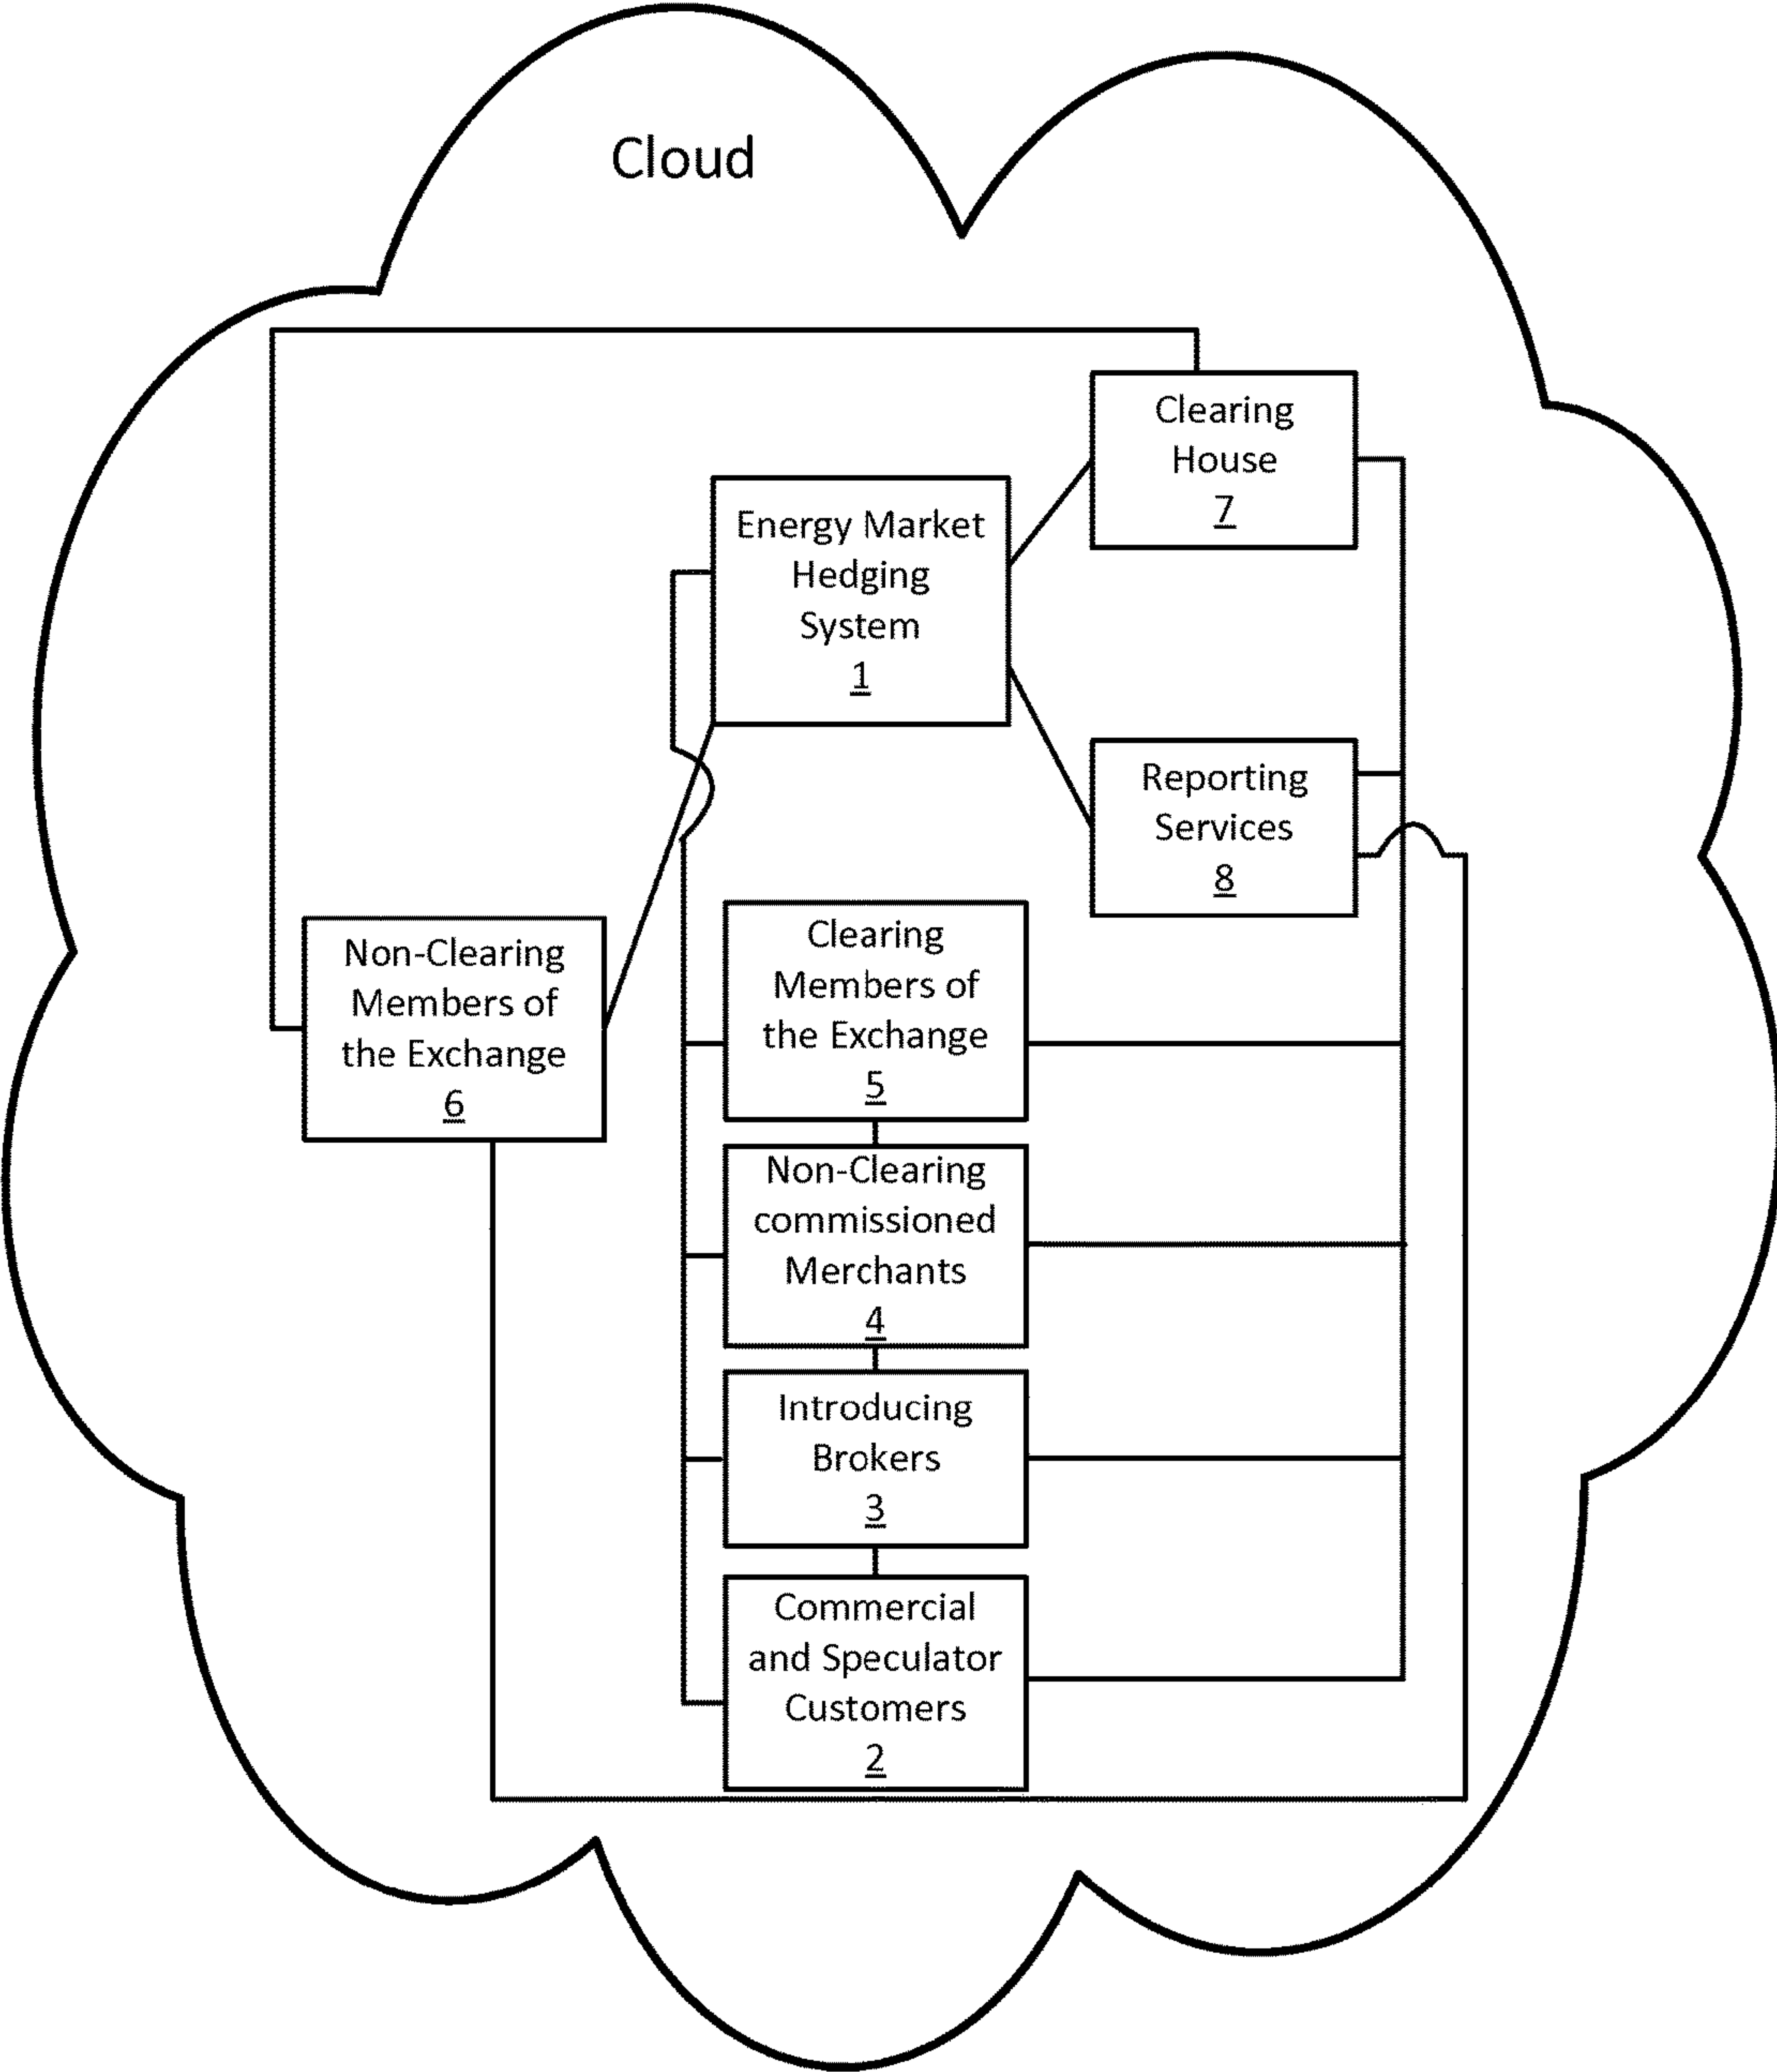 Cloud
Clearing
House
7
Energy Market
Hedging
System
1
Reporting
Services
8
Non-Clearing
Members of
the Exchange
6
Clearing
Members of
the Exchange
5
Non-Clearing
commissioned
Merchants
4
Introducing
Brokers
3
Commercial
and Speculator
Customers
2